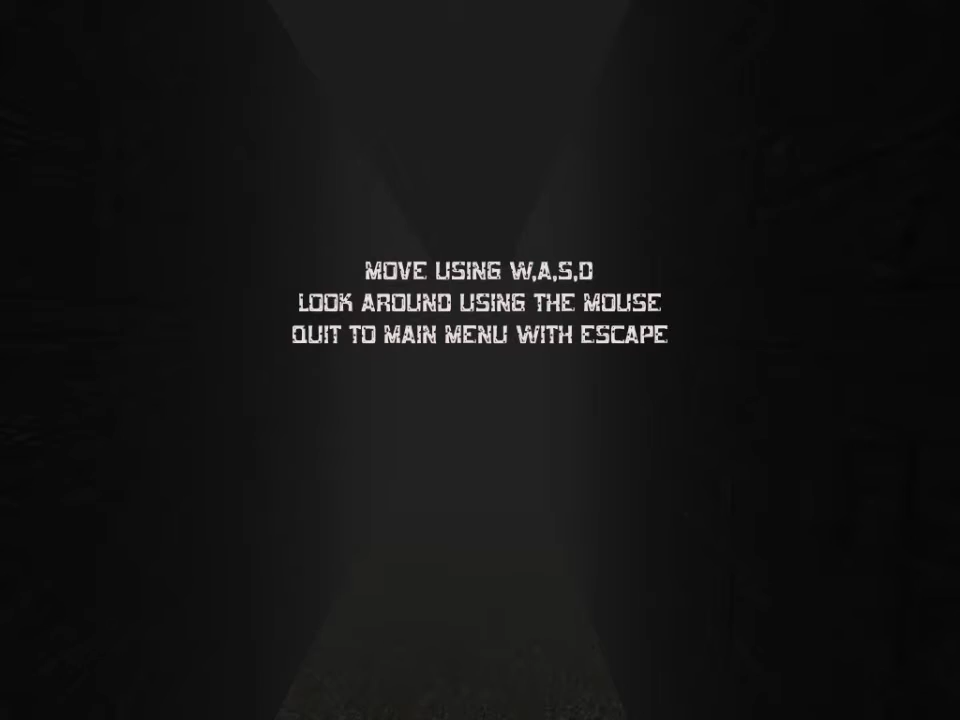 MOVE USING W,A,S,D
LOOK AROUND USING THE MOUSE
QUIT TO MAIN MENU WITH ESCAPE